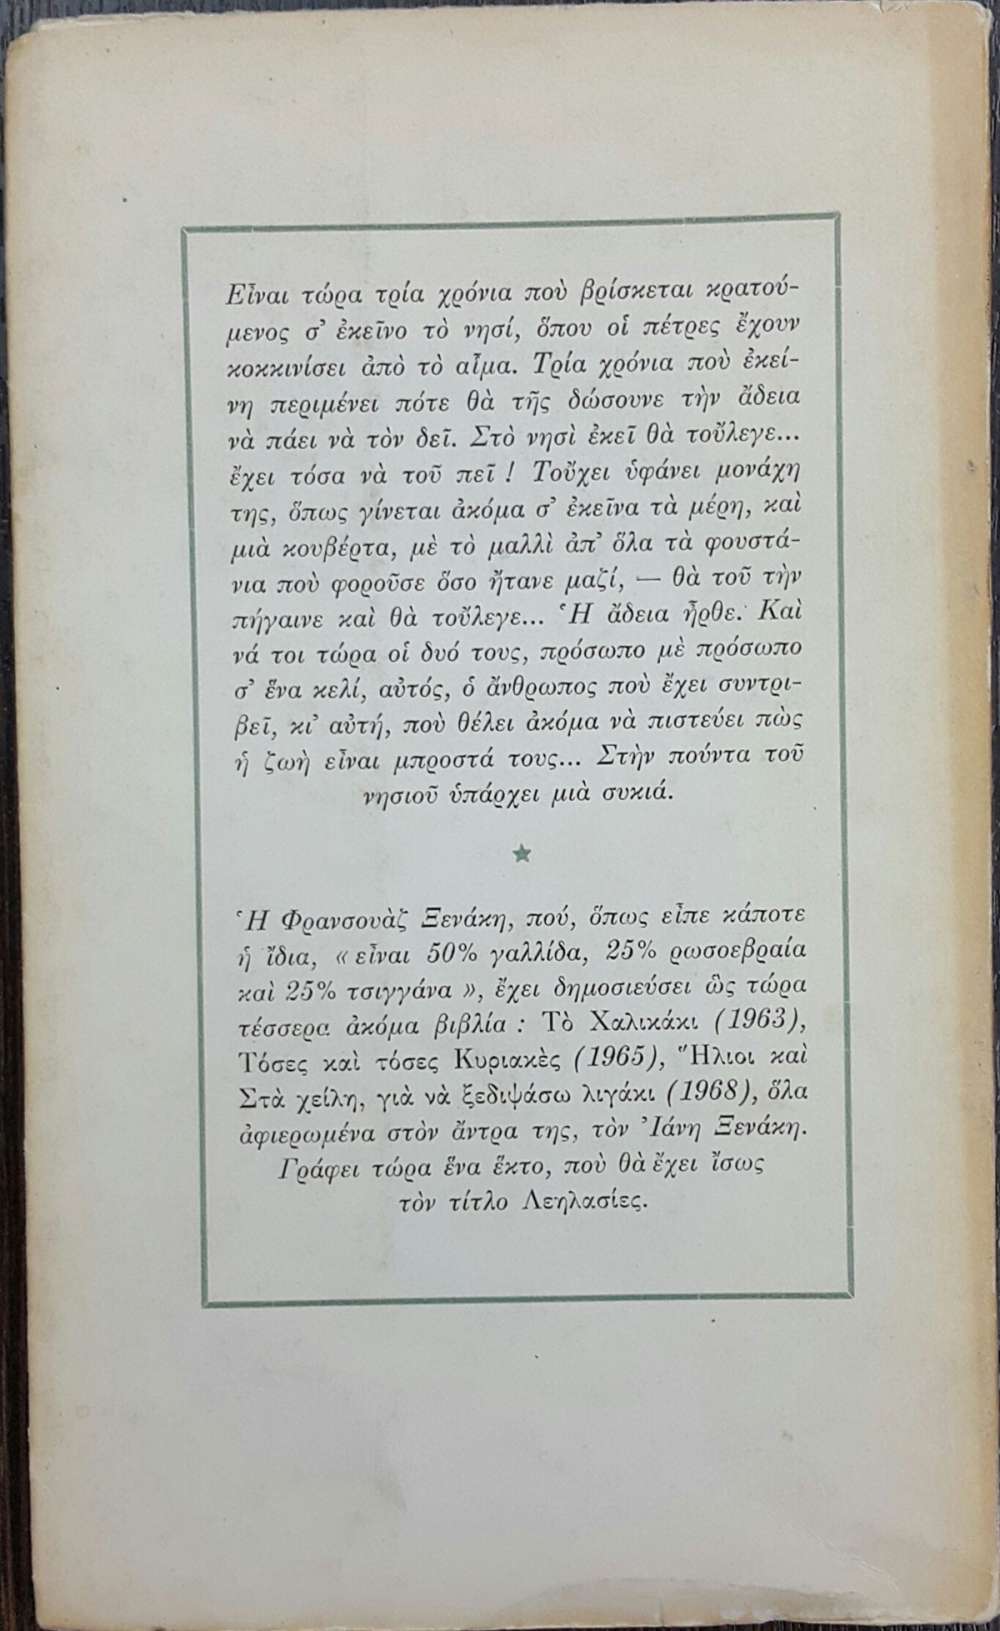 Εἶναι τώρα τρία χρόνια ποὺ βρίσκεται κρατού-
μενος σ' ἐκεῖνο τὸ νησί, ὅπου οἱ πέτρες ἔχουν
κοκκινίσει ἀπὸ τὸ αἷμα. Τρία χρόνια ποὺ ἐκεί-
νη περιμένει πότε θὰ τῆς δώσουνε τὴν ἄδεια
νὰ πάει νὰ τὸν δεῖ. Στὸ νησὶ ἐκεῖ θὰ τοὔλεγε...
ἔχει τόσα νὰ τοῦ πεῖ ! Τοὔχει ὑφάνει μονάχη
της, ὅπως γίνεται ἀκόμα σ' ἐκεῖνα τὰ μέρη, καὶ
μιὰ κουβέρτα, μὲ τὸ μαλλὶ ἀπ' ὅλα τὰ φουστά-
νια ποὺ φοροῦσε ὅσο ἤτανε μαζί, — θὰ τοῦ τὴν
πήγαινε καὶ θὰ τοὔλεγε... Ἡ ἄδεια ἦρθε. Καὶ
νά τοι τώρα οἱ δυό τους, πρόσωπο μὲ πρόσωπο
σ' ἕνα κελί, αὐτός, ὁ ἄνθρωπος ποὺ ἔχει συντρι-
βεῖ, κι' αὐτή, ποὺ θέλει ἀκόμα νὰ πιστεύει πὼς
ἡ ζωὴ εἶναι μπροστά τους... Στὴν πούντα τοῦ
νησιοῦ ὑπάρχει μιὰ συκιά.
★
Ἡ Φρανσουὰζ Ξενάκη, πού, ὅπως εἶπε κάποτε
ἡ ἴδια, « εἶναι 50% γαλλίδα, 25% ρωσοεβραία
καὶ 25% τσιγγάνα », ἔχει δημοσιεύσει ὣς τώρα
τέσσερα ἀκόμα βιβλία : Τὸ Χαλικάκι (1963),
Τόσες καὶ τόσες Κυριακὲς (1965), Ἥλιοι καὶ
Στὰ χείλη, γιὰ νὰ ξεδιψάσω λιγάκι (1968), ὅλα
ἀφιερωμένα στὸν ἄντρα της, τὸν Ἰάνη Ξενάκη.
Γράφει τώρα ἕνα ἕκτο, ποὺ θὰ ἔχει ἴσως
τὸν τίτλο Λεηλασίες.